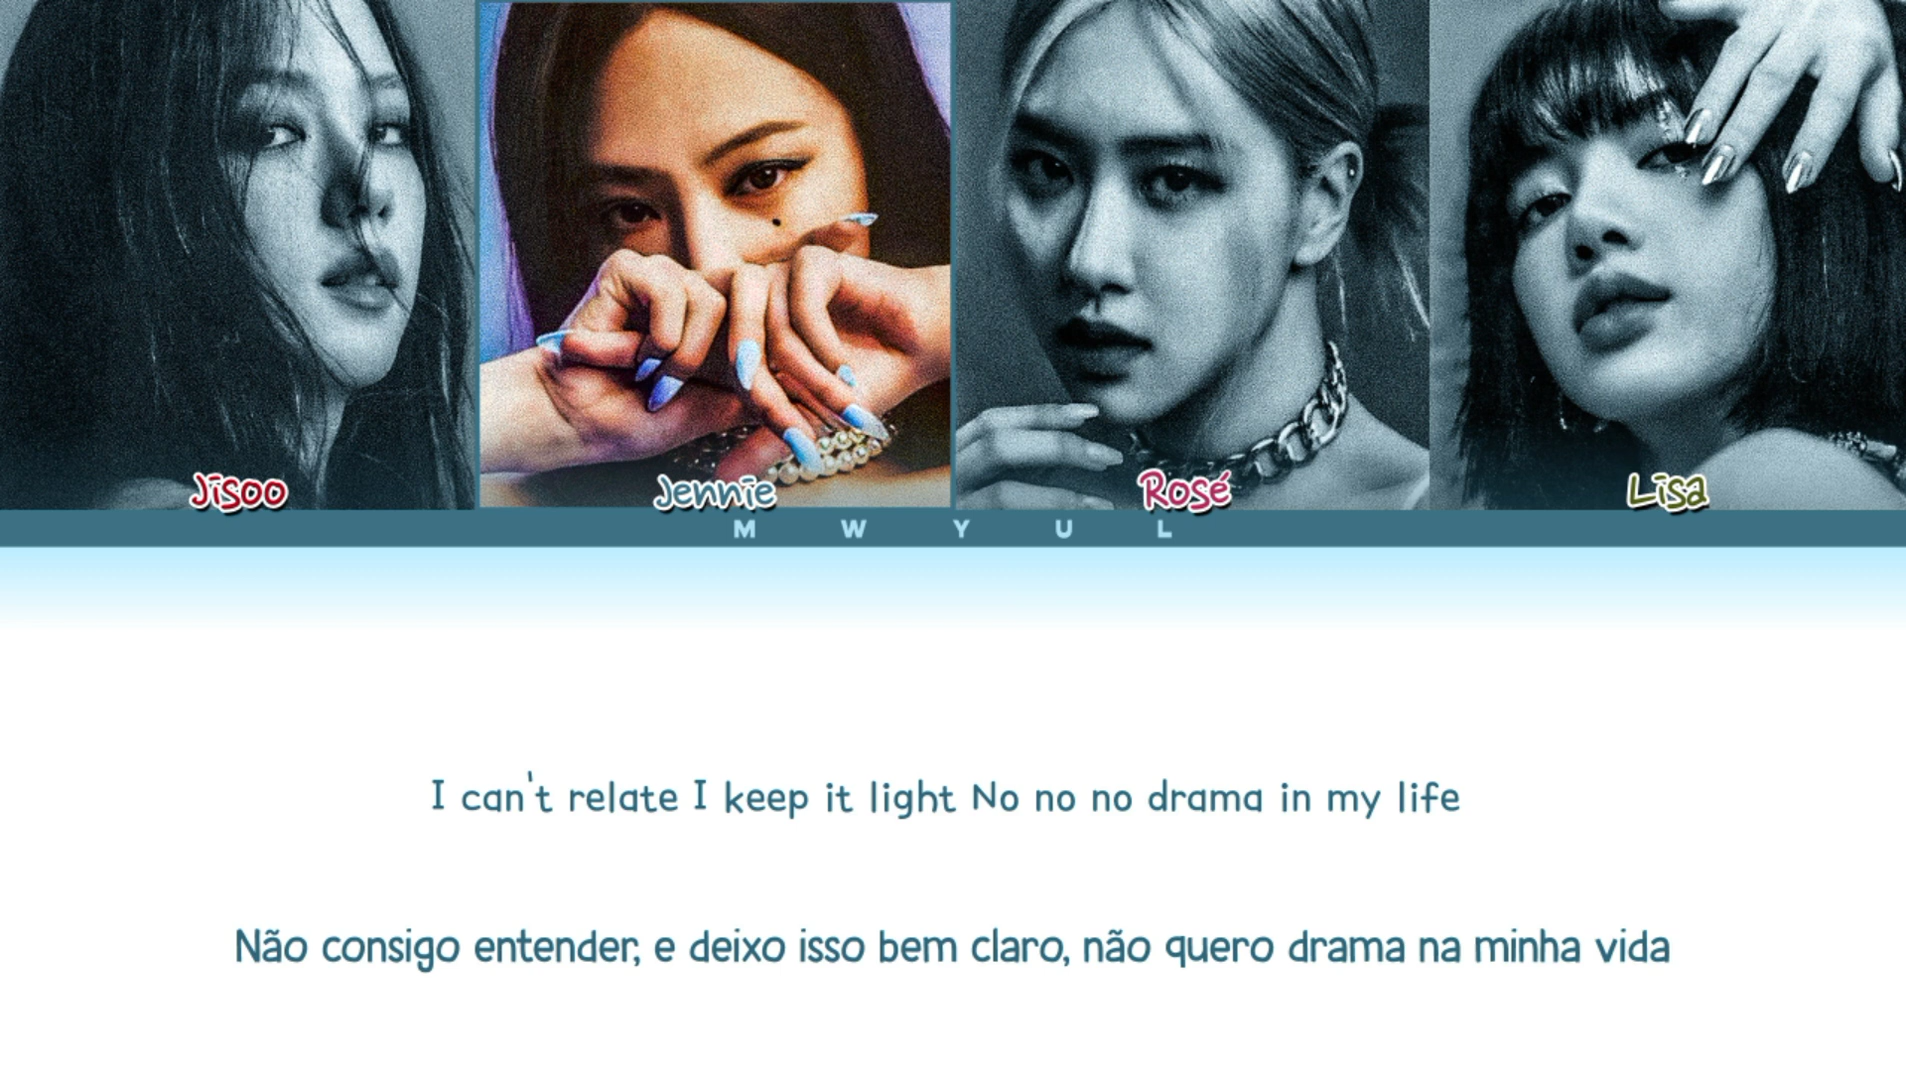 Jisoo
Jennie
Rosé
Lisa
M W Y U L
I can't relate I keep it light No no no drama in my life
Não consigo entender, e deixo isso bem claro, não quero drama na minha vida